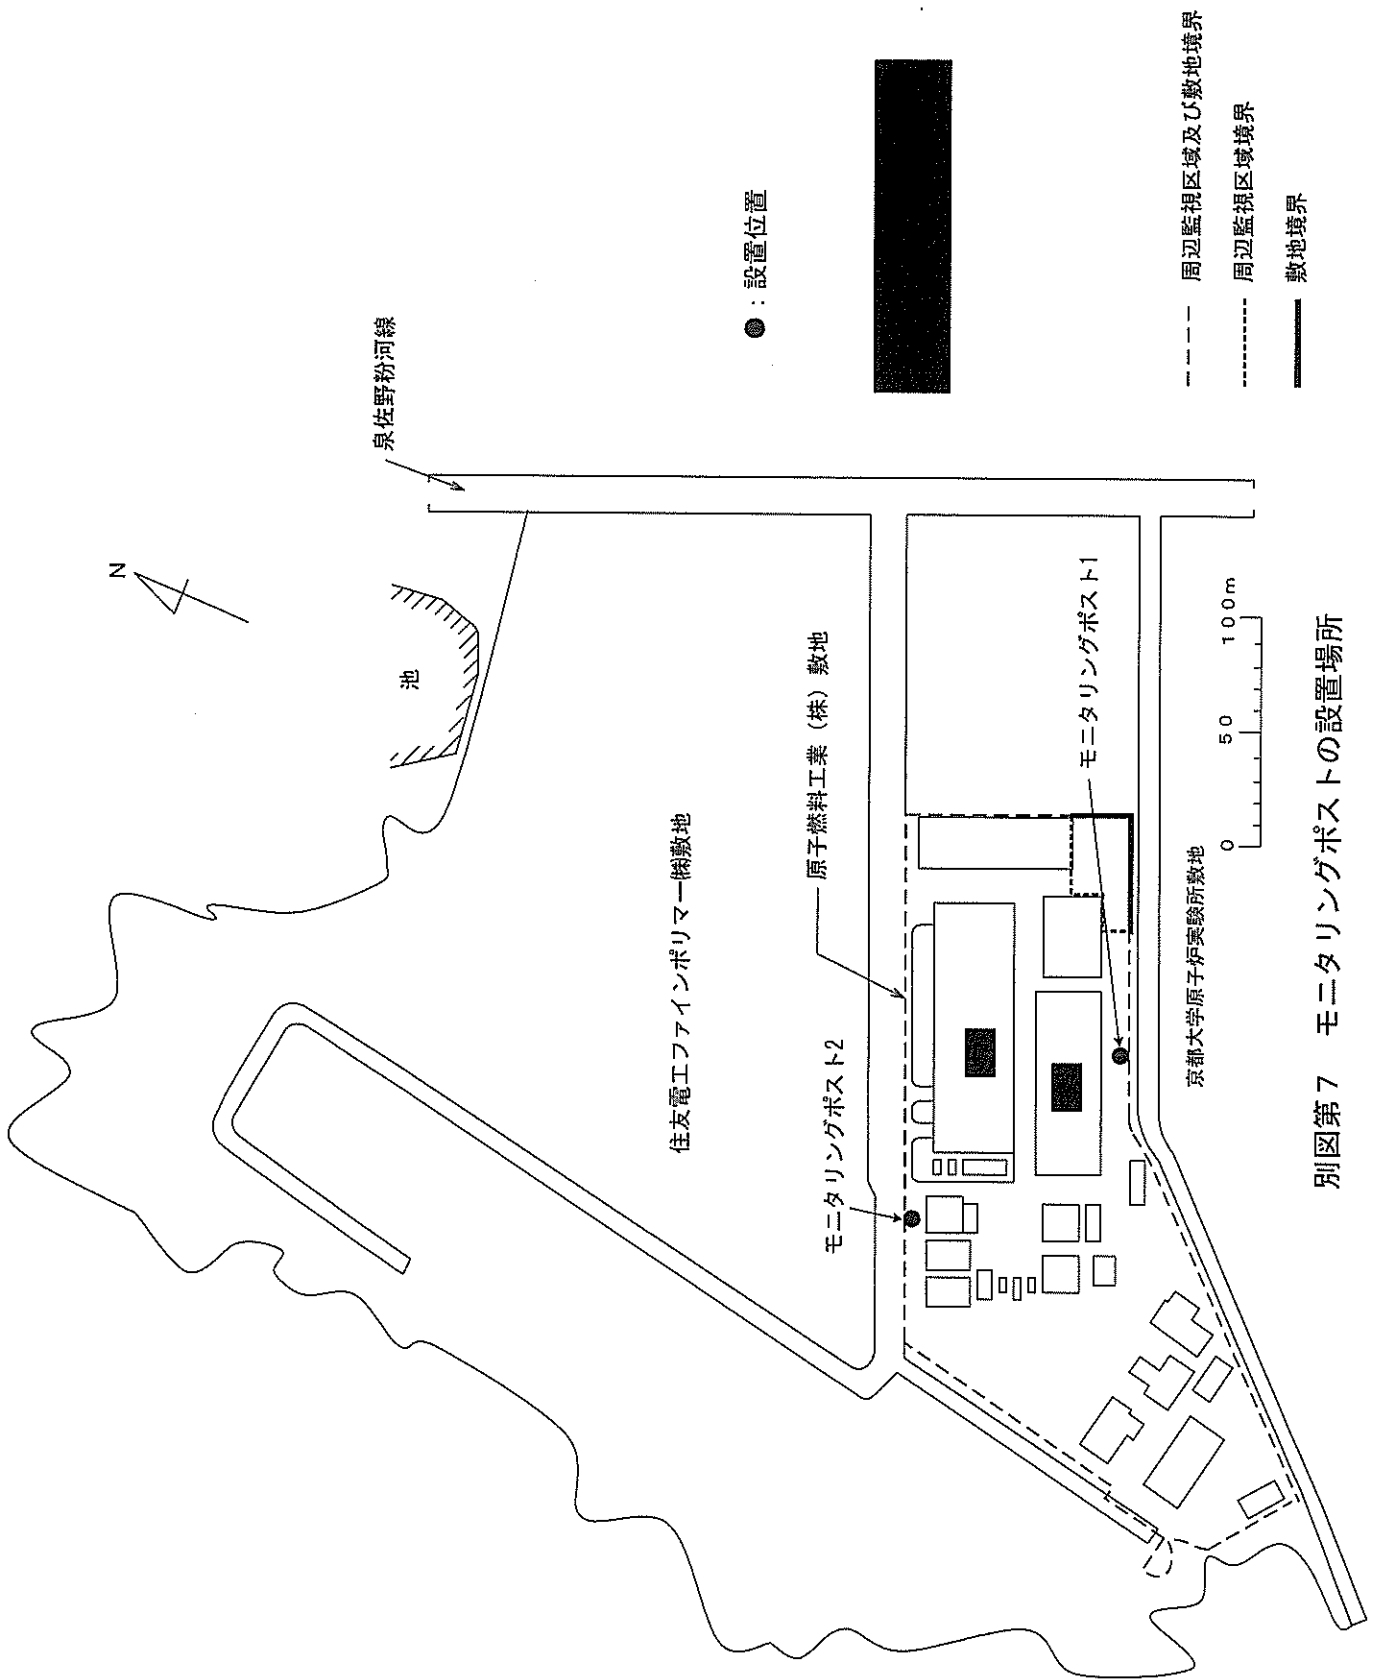 N
池
泉佐野粉河線
住友電工ファインポリマー㈱敷地
原子燃料工業（株）敷地
モニタリングポスト2
モニタリングポスト1
京都大学原子炉実験所敷地
●：設置位置
周辺監視区域及び敷地境界
周辺監視区域境界
敷地境界
0 50 100m
別図第7 モニタリングポストの設置場所